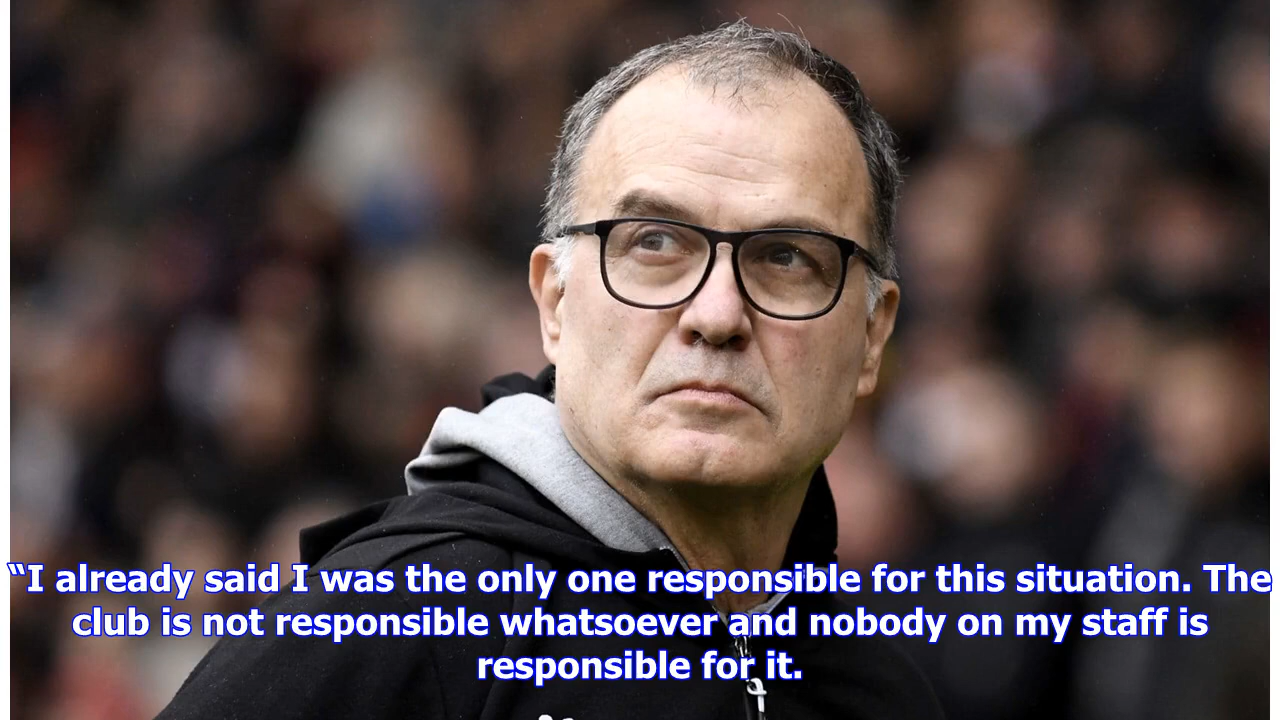 “I already said I was the only one responsible for this situation. The
club is not responsible whatsoever and nobody on my staff is
responsible for it.